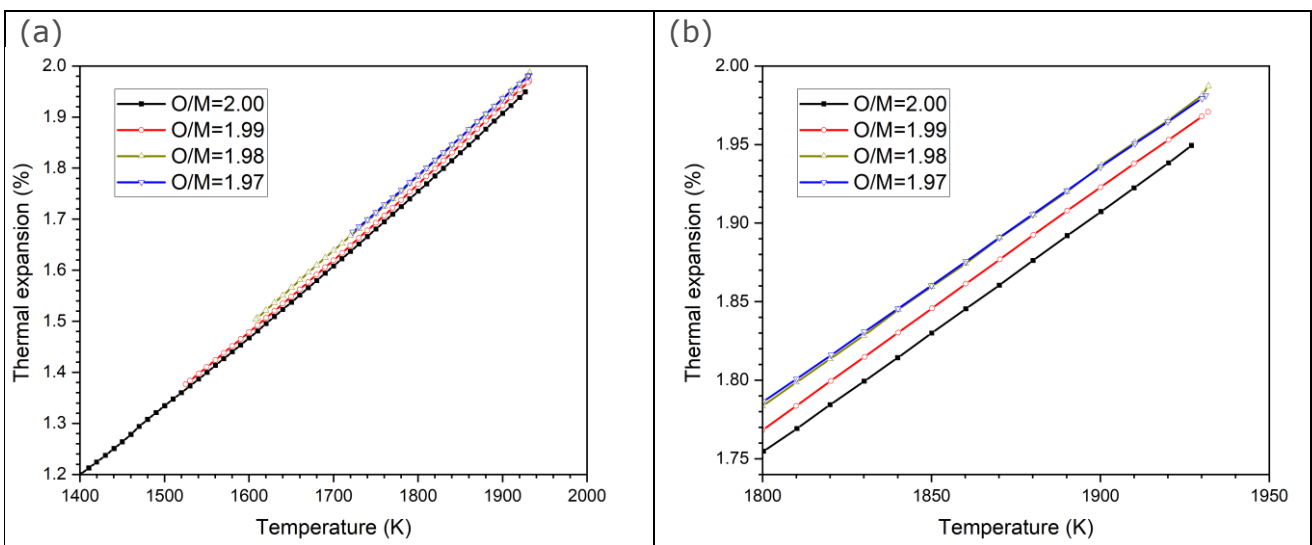 (a)
2.0
1.9
1.8
1.7
1.6
1.5
1.4
1.3
1.2
Thermal expansion (%)
O/M=2.00
O/M=1.99
O/M=1.98
O/M=1.97
1400 1500 1600 1700 1800 1900 2000
Temperature (K)
(b)
2.00
1.95
1.90
1.85
1.80
1.75
Thermal expansion (%)
O/M=2.00
O/M=1.99
O/M=1.98
O/M=1.97
1800 1850 1900 1950
Temperature (K)